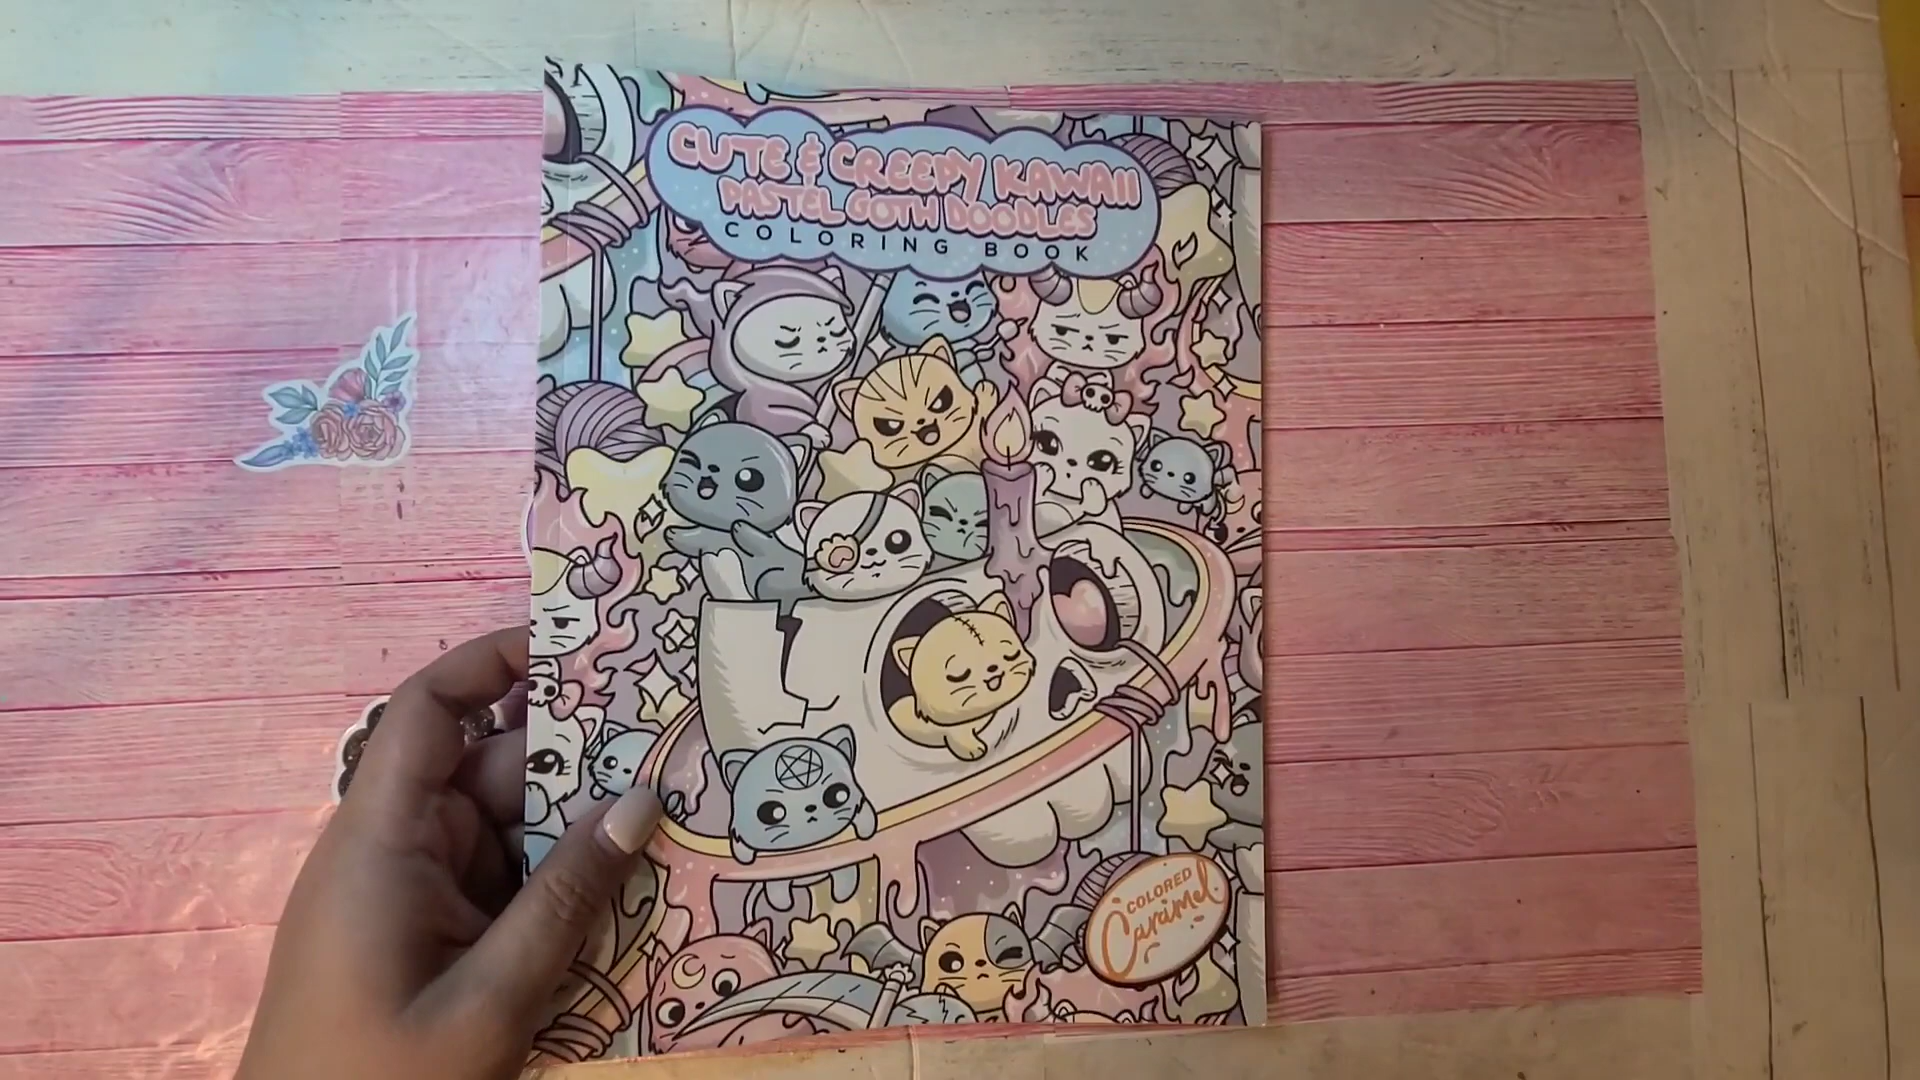 CUTE & CREEPY KAWAII
PASTEL GOTH DOODLES
COLORING BOOK
COLORED
Caramel